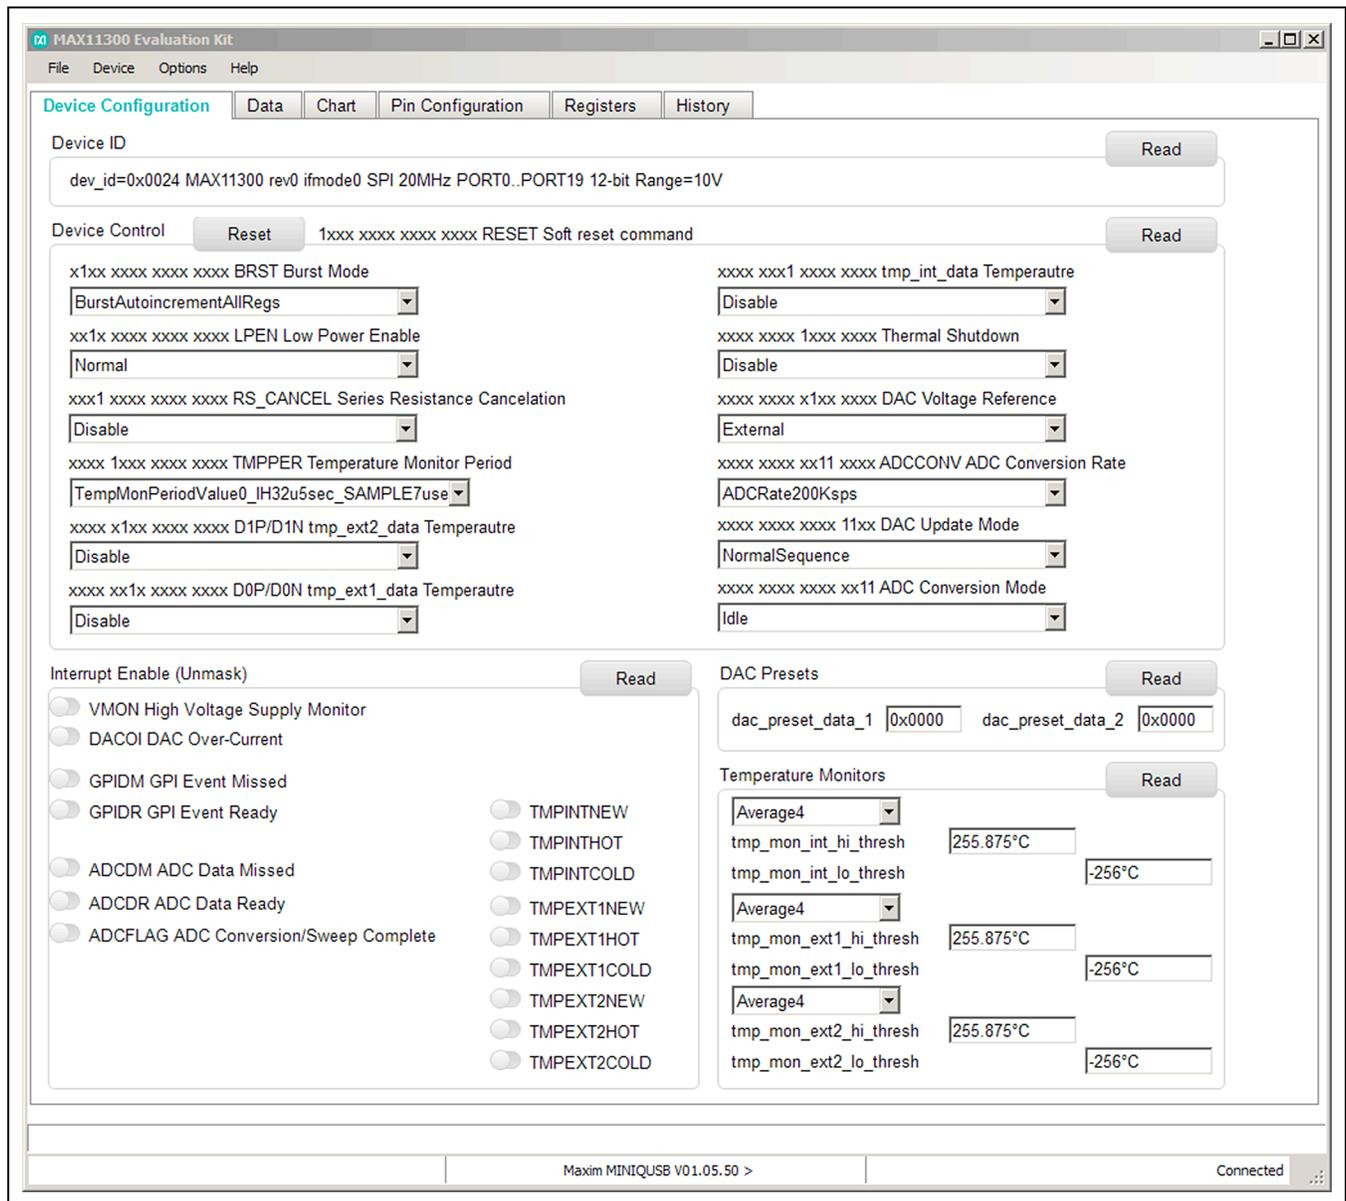 MAX11300 Evaluation Kit
File Device Options Help
Device Configuration Data Chart Pin Configuration Registers History
Device ID Read
dev_id=0x0024 MAX11300 rev0 ifmode0 SPI 20MHz PORT0..PORT19 12-bit Range=10V
Device Control Reset 1xxx xxxx xxxx xxxx RESET Soft reset command Read
x1xx xxxx xxxx xxxx BRST Burst Mode
BurstAutoincrementAllRegs
xx1x xxxx xxxx xxxx LPEN Low Power Enable
Normal
xxx1 xxxx xxxx xxxx RS_CANCEL Series Resistance Cancelation
Disable
xxxx 1xxx xxxx xxxx TMPPER Temperature Monitor Period
TempMonPeriodValue0_IH32u5sec_SAMPLE7use
xxxx x1xx xxxx xxxx D1P/D1N tmp_ext2_data Temperautre
Disable
xxxx xx1x xxxx xxxx D0P/D0N tmp_ext1_data Temperautre
Disable
xxxx xxx1 xxxx xxxx tmp_int_data Temperautre
Disable
xxxx xxxx 1xxx xxxx Thermal Shutdown
Disable
xxxx xxxx x1xx xxxx DAC Voltage Reference
External
xxxx xxxx xx11 xxxx ADCCONV ADC Conversion Rate
ADCRate200Ksps
xxxx xxxx xxxx 11xx DAC Update Mode
NormalSequence
xxxx xxxx xxxx xx11 ADC Conversion Mode
Idle
Interrupt Enable (Unmask) Read
VMON High Voltage Supply Monitor
DACOI DAC Over-Current
GPIDM GPI Event Missed
GPIDR GPI Event Ready
ADCDM ADC Data Missed
ADCDR ADC Data Ready
ADCFLAG ADC Conversion/Sweep Complete
TMPINTNEW
TMPINTHOT
TMPINTCOLD
TMPEXT1NEW
TMPEXT1HOT
TMPEXT1COLD
TMPEXT2NEW
TMPEXT2HOT
TMPEXT2COLD
DAC Presets Read
dac_preset_data_1 0x0000 dac_preset_data_2 0x0000
Temperature Monitors Read
Average4
tmp_mon_int_hi_thresh 255.875°C
tmp_mon_int_lo_thresh -256°C
Average4
tmp_mon_ext1_hi_thresh 255.875°C
tmp_mon_ext1_lo_thresh -256°C
Average4
tmp_mon_ext2_hi_thresh 255.875°C
tmp_mon_ext2_lo_thresh -256°C
Maxim MINIQUSB V01.05.50 > Connected